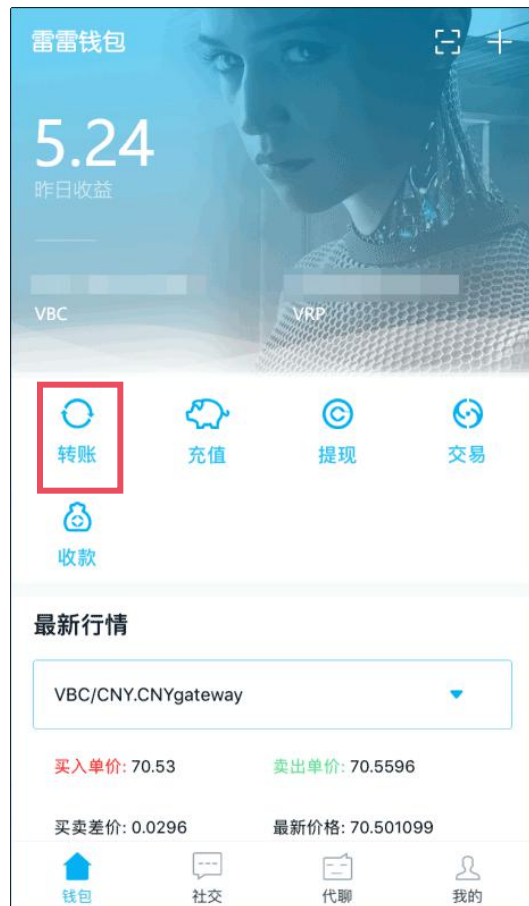 雷雷钱包
5.24
昨日收益
VBC VRP
转账 充值 提现 交易
收款
最新行情
VBC/CNY.CNYgateway
买入单价: 70.53 卖出单价: 70.5596
买卖差价: 0.0296 最新价格: 70.501099
钱包 社交 代聊 我的